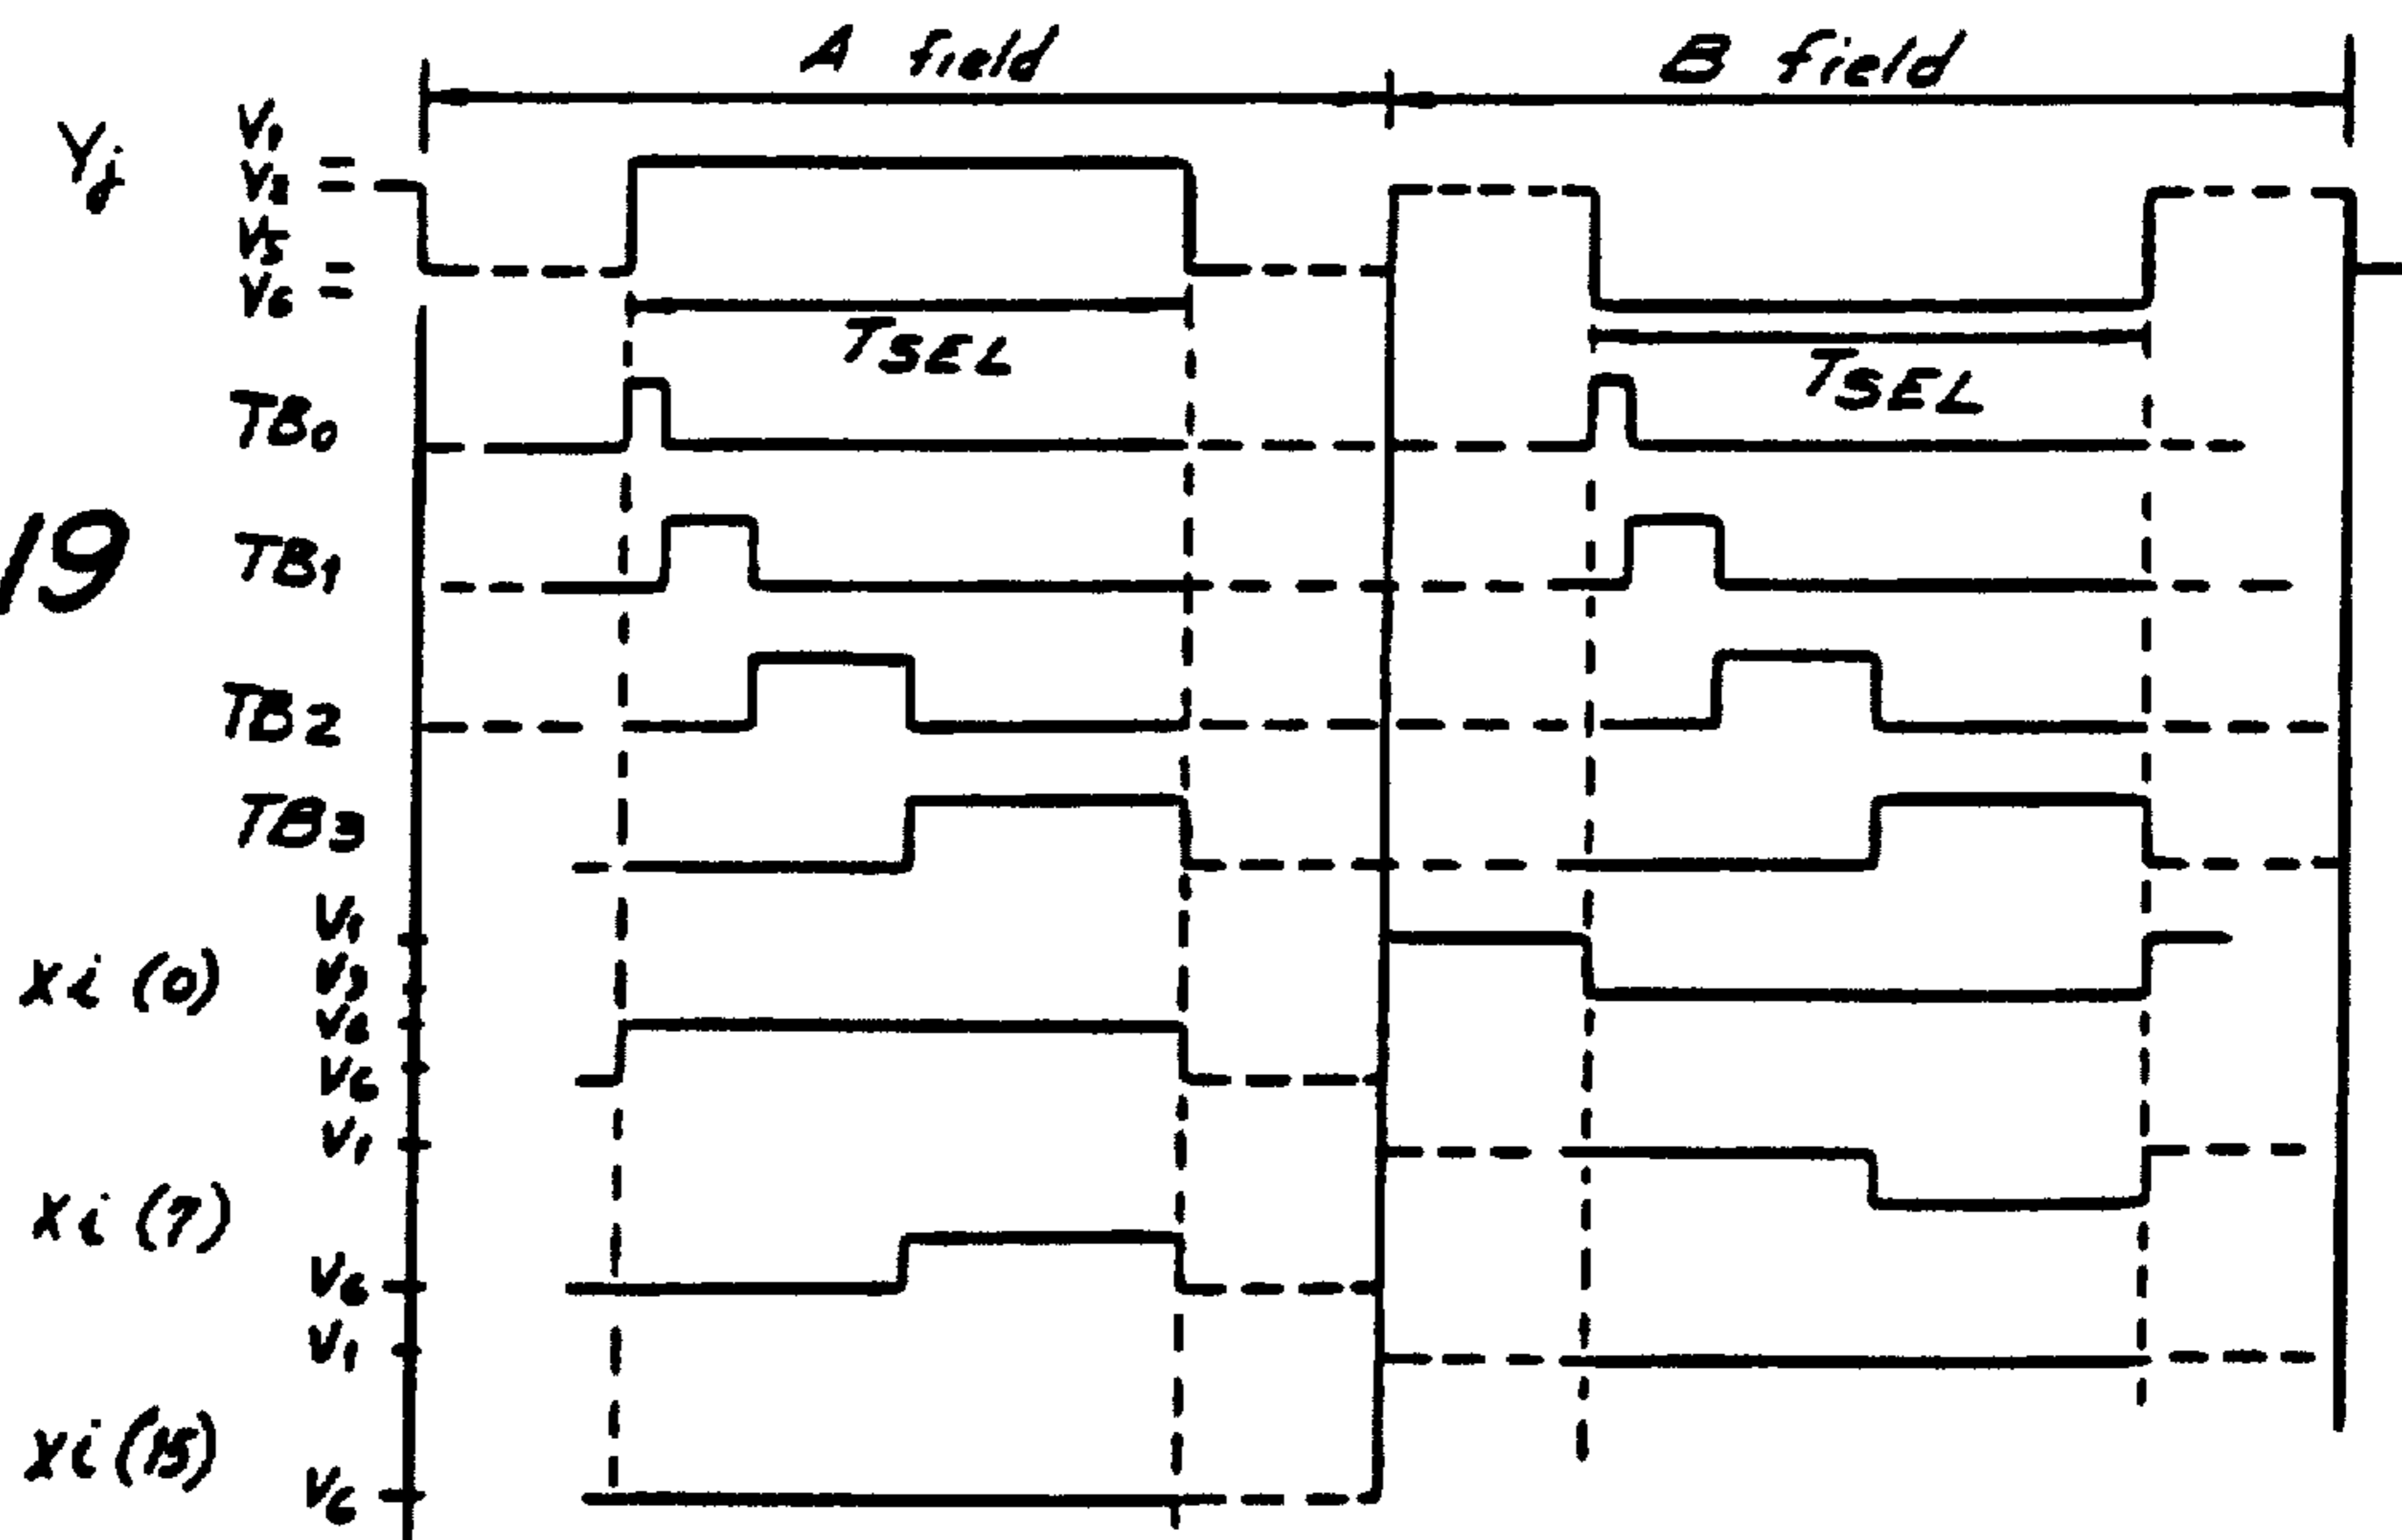 A field B field
Yj V1
V2
V5
V6
TSEL TSEL
TB0
19
TB1
TB2
TB3
V1
Xi (0) V3
V6
V1
Xi (7)
V6
V1
Xi (15)
V6